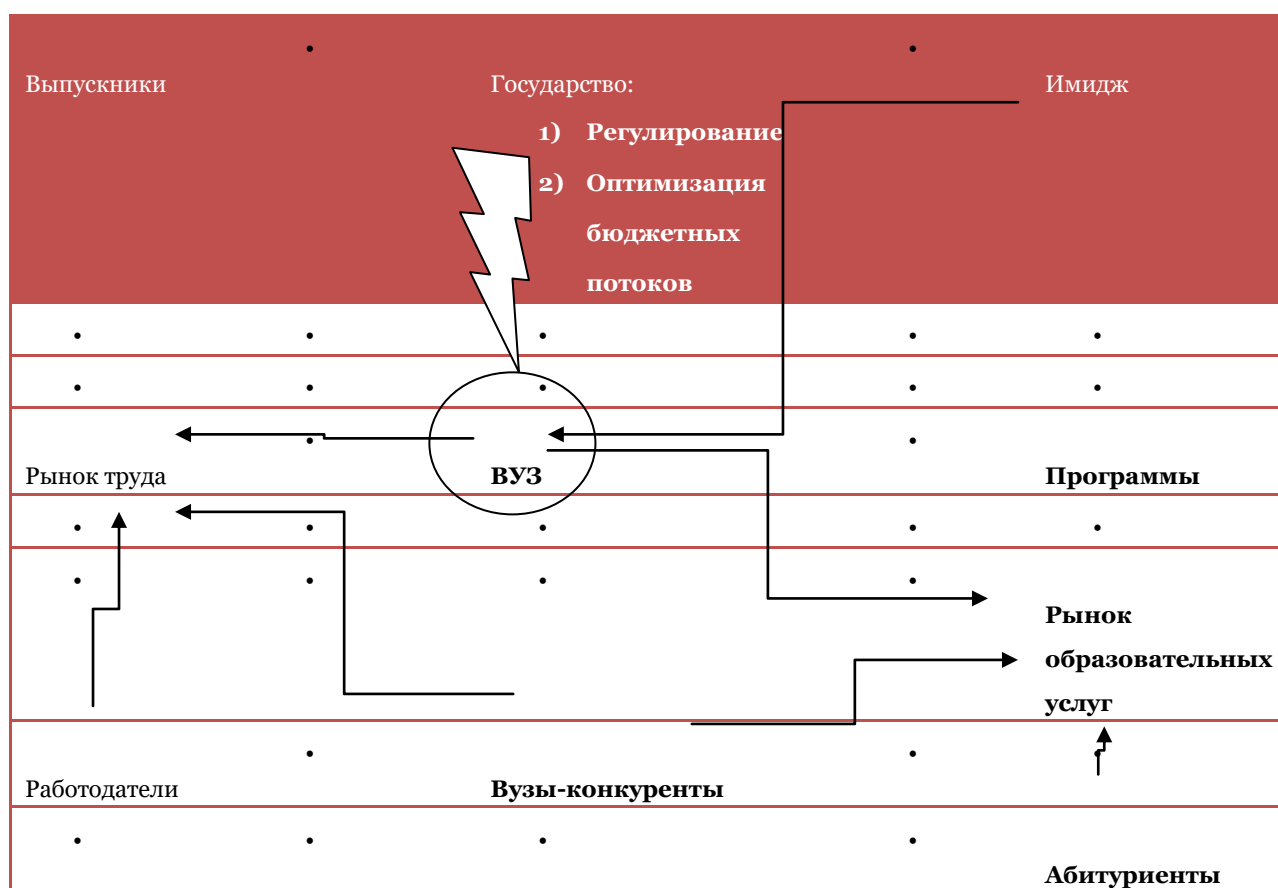 Выпускники
Государство:
Имидж
1) Регулирование
2) Оптимизация
бюджетных
потоков
Рынок труда
ВУЗ
Программы
Рынок
образовательных
услуг
Работодатели
Вузы-конкуренты
Абитуриенты